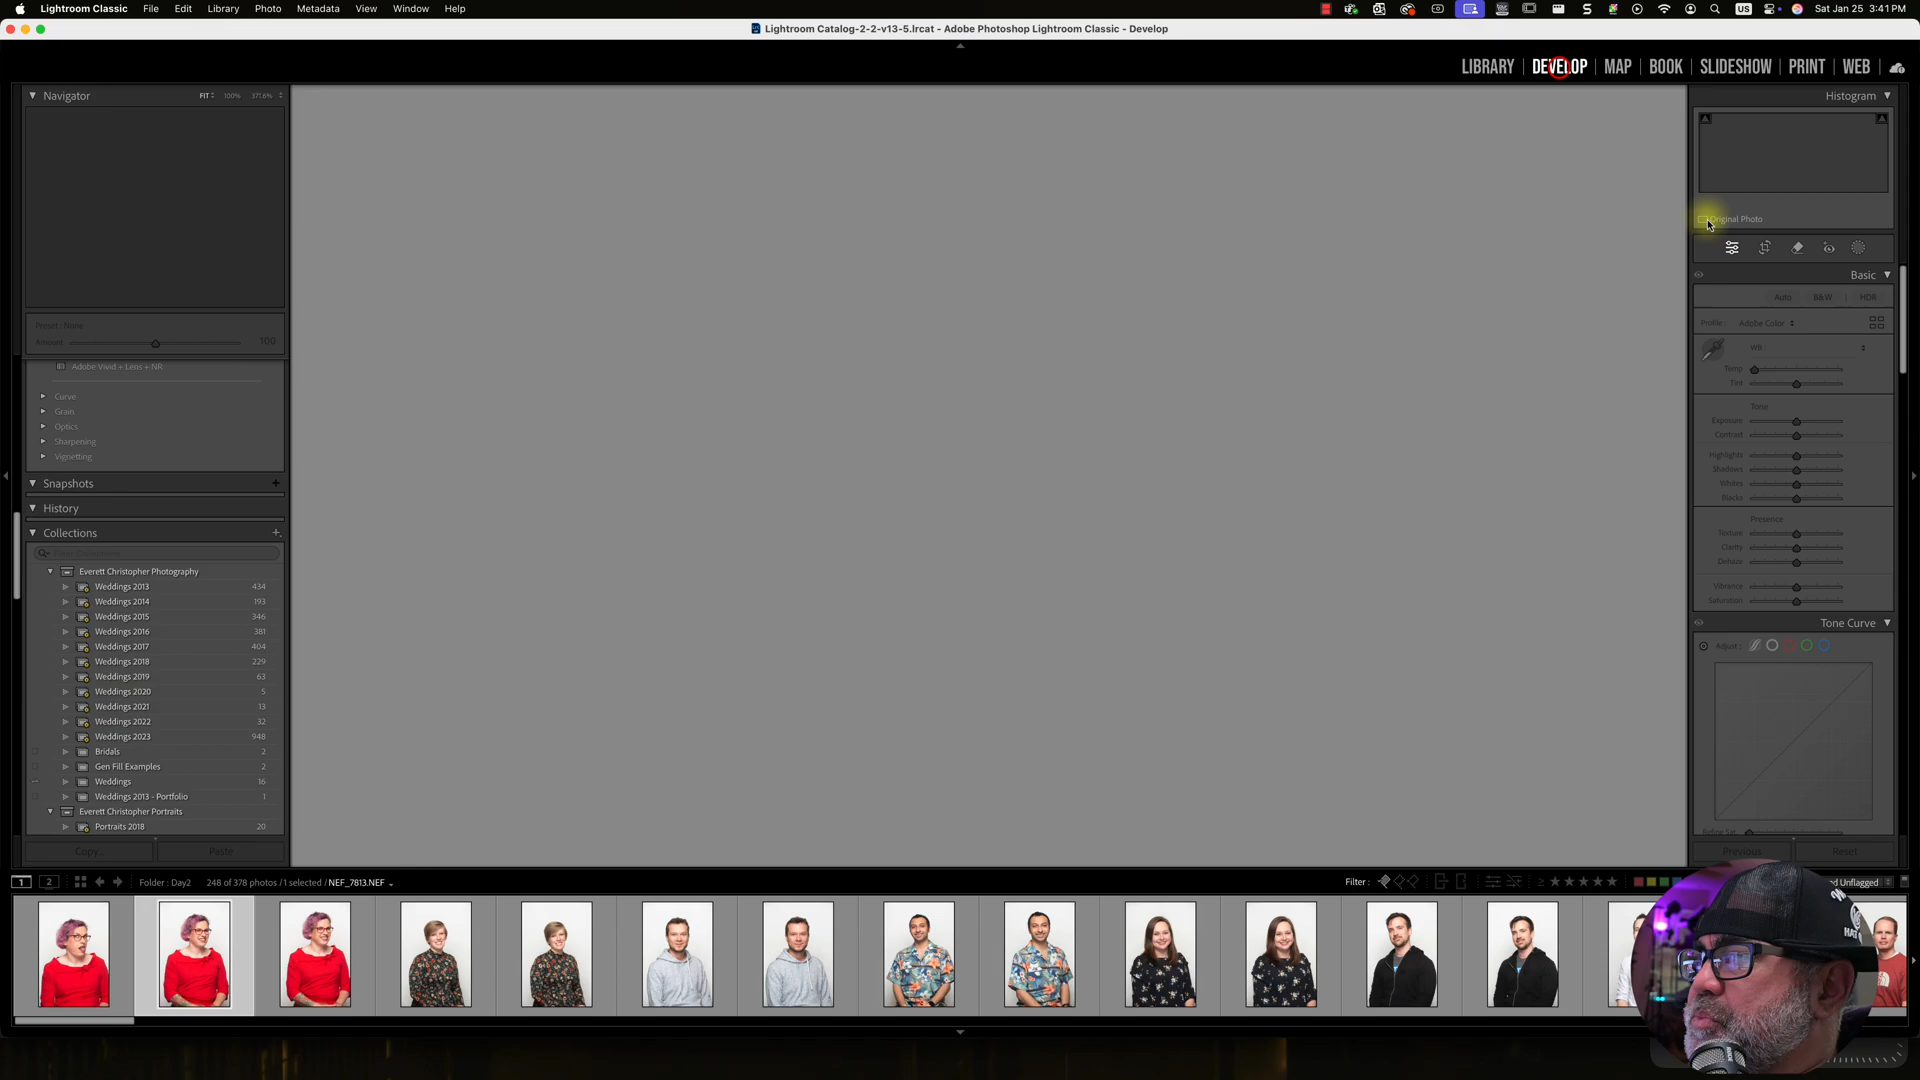 Lightroom Classic File Edit Library Photo Metadata View Window Help US Sat Jan 25 3:41 PM
Lightroom Catalog-2-2-v13-5.lrcat - Adobe Photoshop Lightroom Classic - Develop
LIBRARY | DEVELOP | MAP | BOOK | SLIDESHOW | PRINT | WEB
Navigator FIT 100% 371.6%
Histogram
Original Photo
Basic
Auto B&W HDR
Profile : Adobe Color
WB :
Temp
Tint
Tone
Exposure
Contrast
Highlights
Shadows
Whites
Blacks
Presence
Texture
Clarity
Dehaze
Vibrance
Saturation
Tone Curve
Adjust :
Refine Sat.
Previous Reset
Preset : None
Amount 100
Adobe Vivid + Lens + NR
Curve
Grain
Optics
Sharpening
Vignetting
Snapshots +
History
Collections +
Filter Collections
Everett Christopher Photography
Weddings 2013 434
Weddings 2014 193
Weddings 2015 346
Weddings 2016 381
Weddings 2017 404
Weddings 2018 229
Weddings 2019 63
Weddings 2020 5
Weddings 2021 13
Weddings 2022 32
Weddings 2023 948
Bridals 2
Gen Fill Examples 2
Weddings 16
Weddings 2013 - Portfolio 1
Everett Christopher Portraits
Portraits 2018 20
Copy... Paste
1 2 Folder : Day2 248 of 378 photos / 1 selected / NEF_7813.NEF Filter : Unflagged